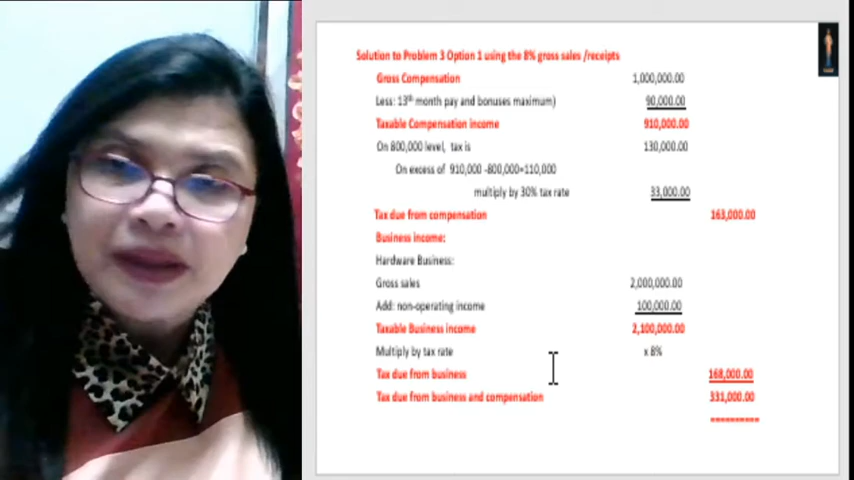 Solution to Problem 3 Option 1 using the 8% gross sales /receipts
Gross Compensation 1,000,000.00
Less: 13th month pay and bonuses maximum) 90,000.00
Taxable Compensation income 910,000.00
On 800,000 level, tax is 130,000.00
On excess of 910,000 -800,000=110,000
multiply by 30% tax rate 33,000.00
Tax due from compensation 163,000.00
Business income:
Hardware Business:
Gross sales 2,000,000.00
Add: non-operating income 100,000.00
Taxable Business income 2,100,000.00
Multiply by tax rate x 8%
Tax due from business 168,000.00
Tax due from business and compensation 331,000.00
----------